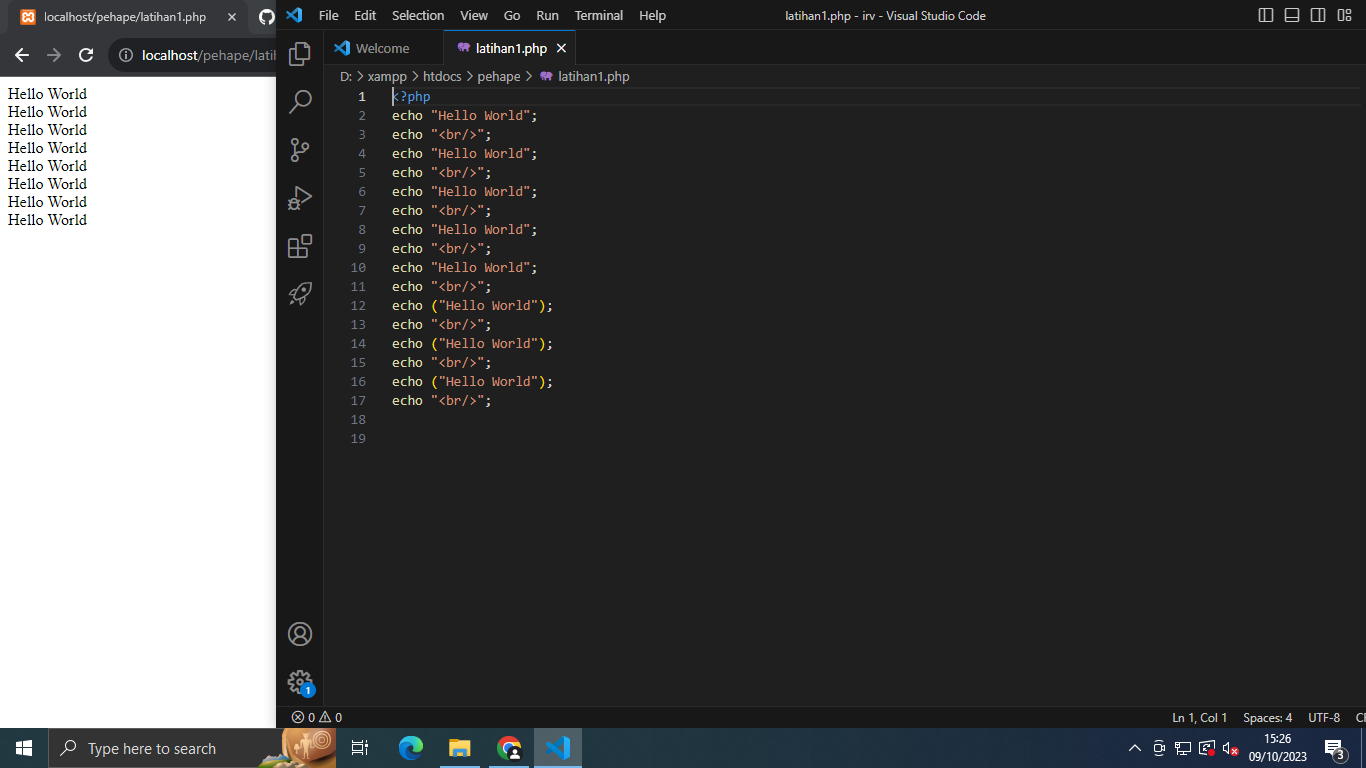 localhost/pehape/latihan1.php
localhost/pehape/lati
Hello World
Hello World
Hello World
Hello World
Hello World
Hello World
Hello World
Hello World
File Edit Selection View Go Run Terminal Help
latihan1.php - irv - Visual Studio Code
Welcome latihan1.php
D: > xampp > htdocs > pehape > latihan1.php
1 <?php
2 echo "Hello World";
3 echo "<br/>";
4 echo "Hello World";
5 echo "<br/>";
6 echo "Hello World";
7 echo "<br/>";
8 echo "Hello World";
9 echo "<br/>";
10 echo "Hello World";
11 echo "<br/>";
12 echo ("Hello World");
13 echo "<br/>";
14 echo ("Hello World");
15 echo "<br/>";
16 echo ("Hello World");
17 echo "<br/>";
18
19
1
0 0
Ln 1, Col 1 Spaces: 4 UTF-8
Type here to search
15:26
09/10/2023
3